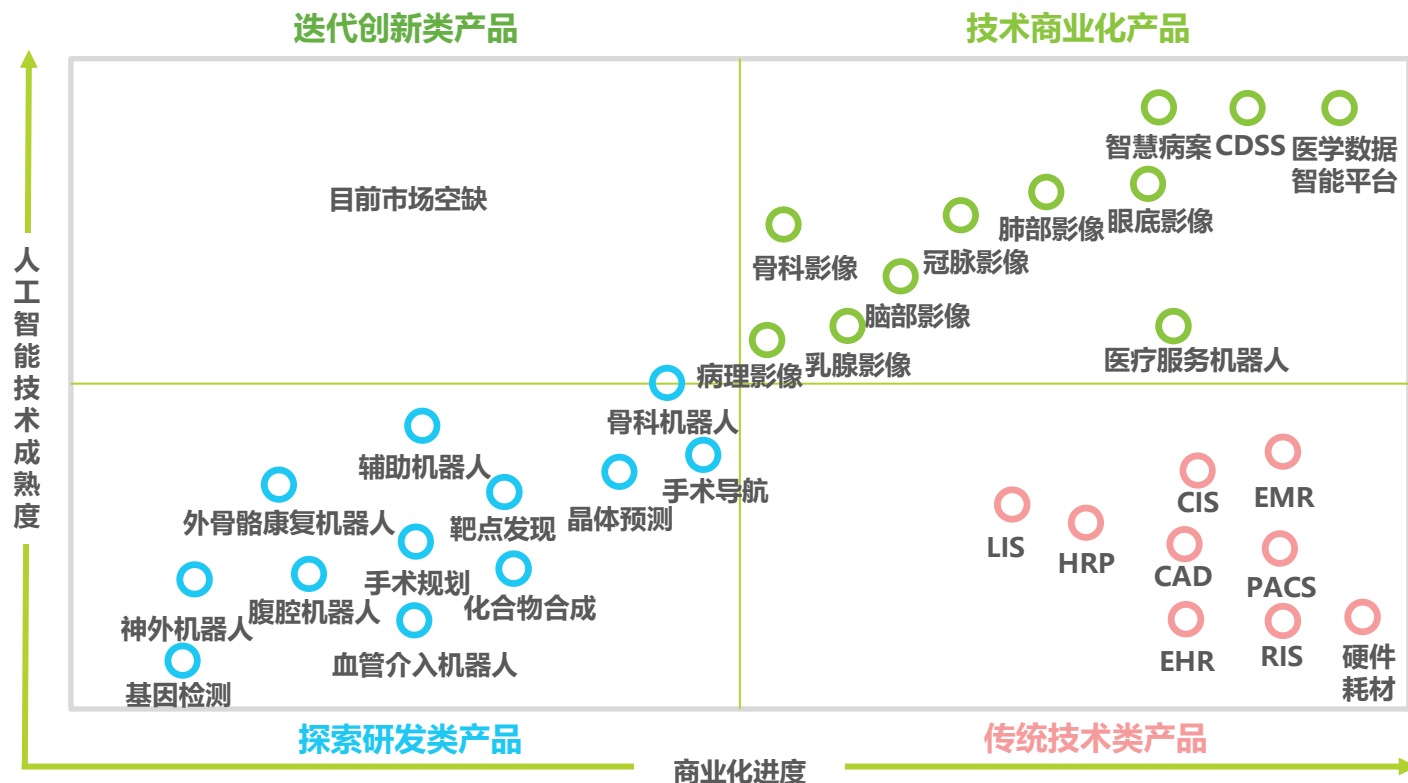 迭代创新类产品
技术商业化产品
智慧病案
CDSS
医学数据
智能平台
目前市场空缺
肺部影像
眼底影像
冠脉影像
骨科影像
脑部影像
乳腺影像
医疗服务机器人
病理影像
人工智能技术成熟度
骨科机器人
辅助机器人
手术导航
晶体预测
靶点发现
外骨骼康复机器人
手术规划
化合物合成
腹腔机器人
神外机器人
血管介入机器人
基因检测
CIS
EMR
LIS
HRP
CAD
PACS
EHR
RIS
硬件
耗材
探索研发类产品
传统技术类产品
商业化进度